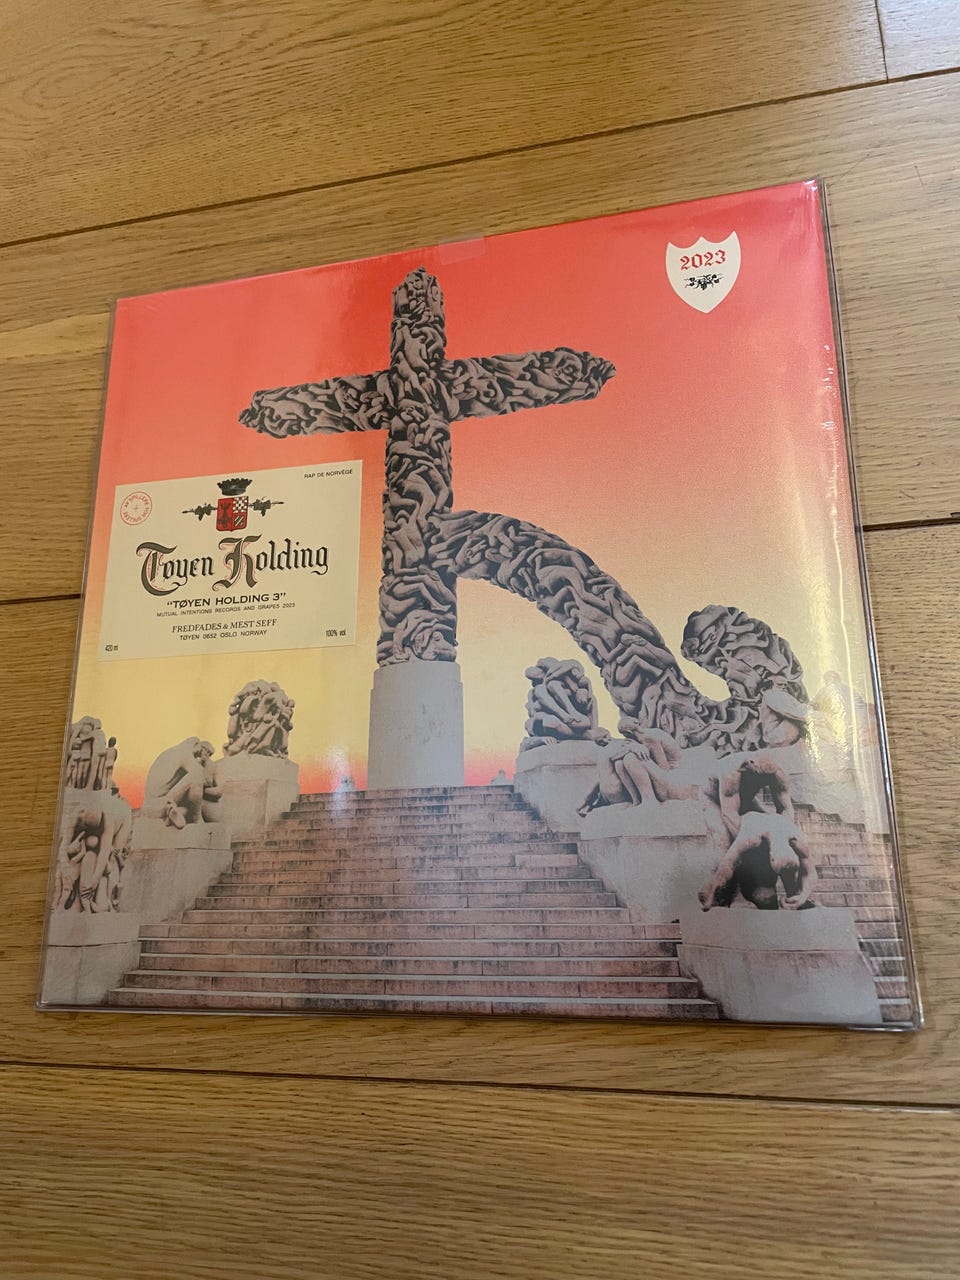 2023
RAP DE NORVÈGE
Tøyen Holding
"TØYEN HOLDING 3"
MUTUAL INTENTIONS RECORDS AND GRAPES 2023
FREDFADES & MEST SEFF
TØYEN 0652 OSLO NORWAY
420 ml
100% vol.